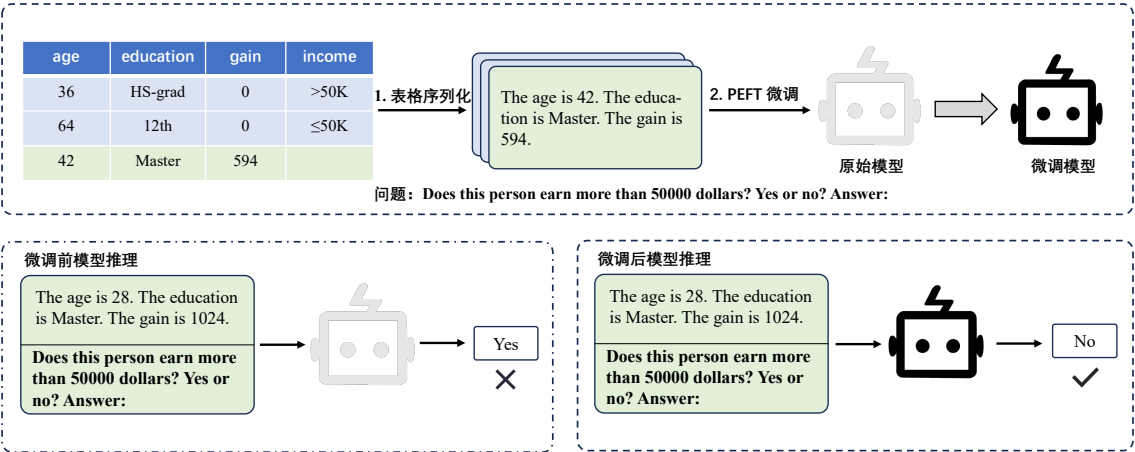 age education gain income
36 HS-grad 0 >50K
64 12th 0 ≤50K
42 Master 594
1. 表格序列化
The age is 42. The educa-
tion is Master. The gain is
594.
2. PEFT 微调
原始模型
微调模型
问题：Does this person earn more than 50000 dollars? Yes or no? Answer:
微调前模型推理
The age is 28. The education
is Master. The gain is 1024.
Does this person earn more
than 50000 dollars? Yes or
no? Answer:
Yes
微调后模型推理
The age is 28. The education
is Master. The gain is 1024.
Does this person earn more
than 50000 dollars? Yes or
no? Answer:
No